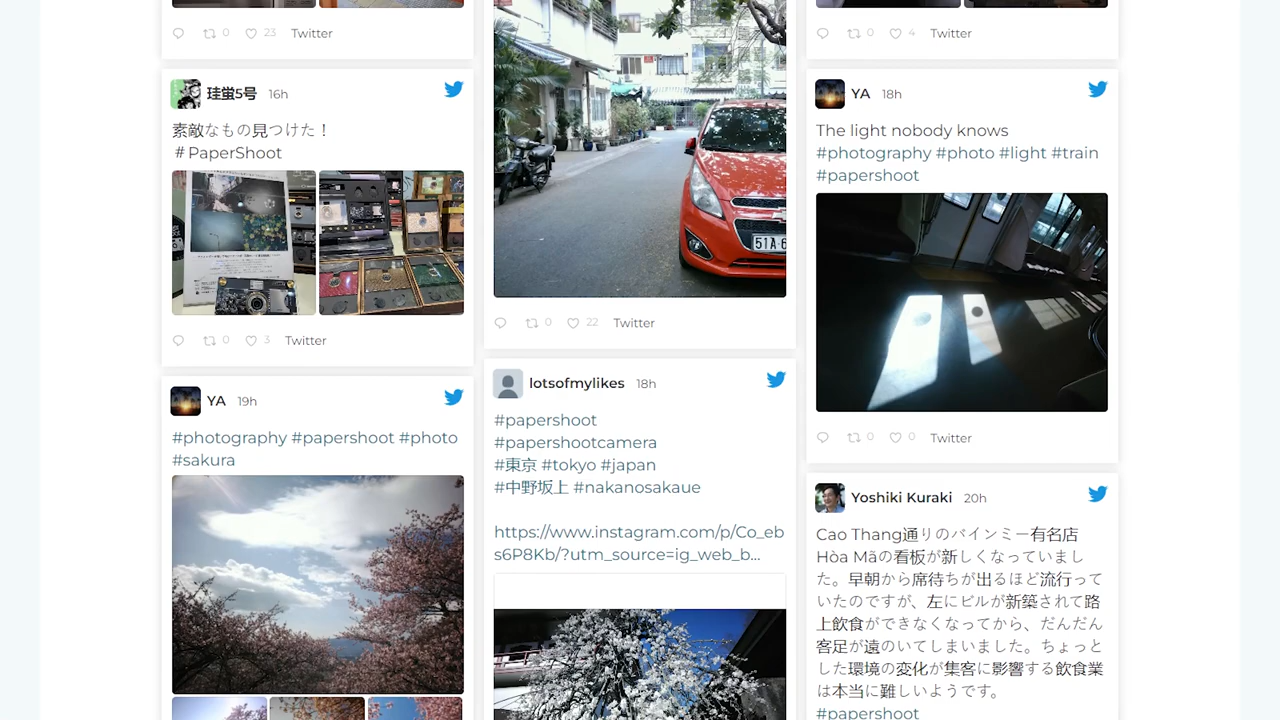 0 23 Twitter
珪蛍5号 16h
素敵なもの見つけた！
＃PaperShoot
0 3 Twitter
YA 19h
#photography #papershoot #photo
#sakura
51A-6
0 22 Twitter
lotsofmylikes 18h
#papershoot
#papershootcamera
#東京 #tokyo #japan
#中野坂上 #nakanosakaue
https://www.instagram.com/p/Co_eb
s6P8Kb/?utm_source=ig_web_b...
0 4 Twitter
YA 18h
The light nobody knows
#photography #photo #light #train
#papershoot
0 0 Twitter
Yoshiki Kuraki 20h
Cao Thang通りのバインミー有名店
Hòa Mãの看板が新しくなっていまし
た。早朝から席待ちが出るほど流行って
いたのですが、左にビルが新築されて路
上飲食ができなくなってから、だんだん
客足が遠のいてしまいました。ちょっと
した環境の変化が集客に影響する飲食業
は本当に難しいようです。
#papershoot